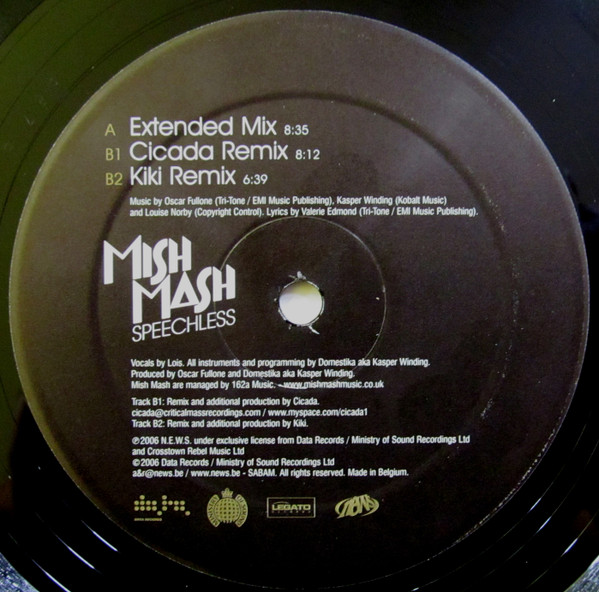 A Extended Mix 8:35
B1 Cicada Remix 8:12
B2 Kiki Remix 6:39
Music by Oscar Fullone (Tri-Tone / EMI Music Publishing), Kasper Winding (Kobalt Music)
and Louise Norby (Copyright Control). Lyrics by Valerie Edmond (Tri-Tone / EMI Music Publishing).
MISH
MASH
SPEECHLESS
Vocals by Lois. All instruments and programming by Domestika aka Kasper Winding.
Produced by Oscar Fullone and Domestika aka Kasper Winding.
Mish Mash are managed by 162a Music. - www.mishmashmusic.co.uk
Track B1: Remix and additional production by Cicada.
cicada@criticalmassrecordings.com / www.myspace.com/cicada1
Track B2: Remix and additional production by Kiki.
℗2006 N.E.W.S. under exclusive license from Data Records / Ministry of Sound Recordings Ltd
and Crosstown Rebel Music Ltd
©2006 Data Records / Ministry of Sound Recordings Ltd
a&r@news.be / www.news.be - SABAM. All rights reserved. Made in Belgium.
data LEGATO